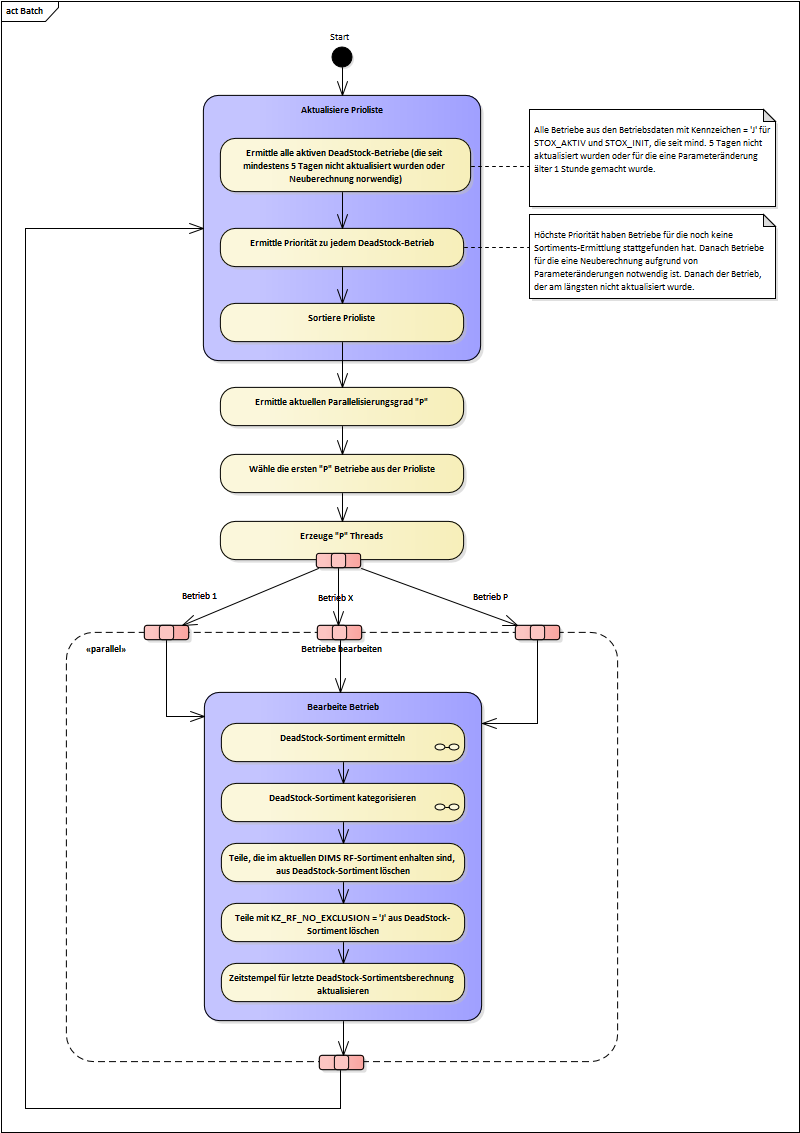 act Batch
Start
Aktualisiere Prioliste
Ermittle alle aktiven DeadStock-Betriebe (die seit
mindestens 5 Tagen nicht aktualisiert wurden oder
Neuberechnung norwendig)
Alle Betriebe aus den Betriebsdaten mit Kennzeichen = 'J' für
STOX_AKTIV und STOX_INIT, die seit mind. 5 Tagen nicht
aktualisiert wurden oder für die eine Parameteränderung
älter 1 Stunde gemacht wurde.
Ermittle Priorität zu jedem DeadStock-Betrieb
Höchste Priorität haben Betriebe für die noch keine
Sortiments-Ermittlung stattgefunden hat. Danach Betriebe
für die eine Neuberechnung aufgrund von
Parameteränderungen notwendig ist. Danach der Betrieb,
der am längsten nicht aktualisiert wurde.
Sortiere Prioliste
Ermittle aktuellen Parallelisierungsgrad "P"
Wähle die ersten "P" Betriebe aus der Prioliste
Erzeuge "P" Threads
Betrieb 1
Betrieb X
Betrieb P
«parallel»
Betriebe bearbeiten
Bearbeite Betrieb
DeadStock-Sortiment ermitteln
DeadStock-Sortiment kategorisieren
Teile, die im aktuellen DIMS RF-Sortiment enhalten sind,
aus DeadStock-Sortiment löschen
Teile mit KZ_RF_NO_EXCLUSION = 'J' aus DeadStock-
Sortiment löschen
Zeitstempel für letzte DeadStock-Sortimentsberechnung
aktualisieren